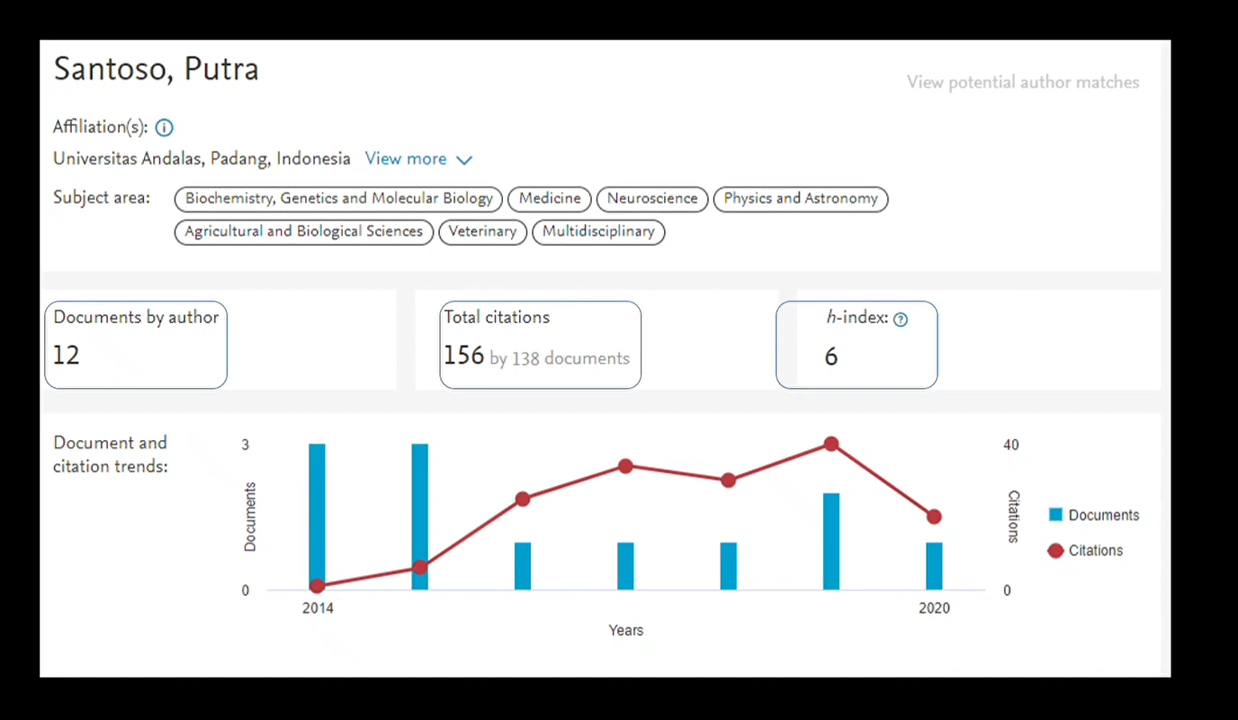 Santoso, Putra
View potential author matches
Affiliation(s):
Universitas Andalas, Padang, Indonesia View more
Subject area: Biochemistry, Genetics and Molecular Biology Medicine Neuroscience Physics and Astronomy
Agricultural and Biological Sciences Veterinary Multidisciplinary
Documents by author
12
Total citations
156 by 138 documents
h-index:
6
Document and
citation trends:
3
Documents
0
40
Citations
0
2014
2020
Years
Documents
Citations